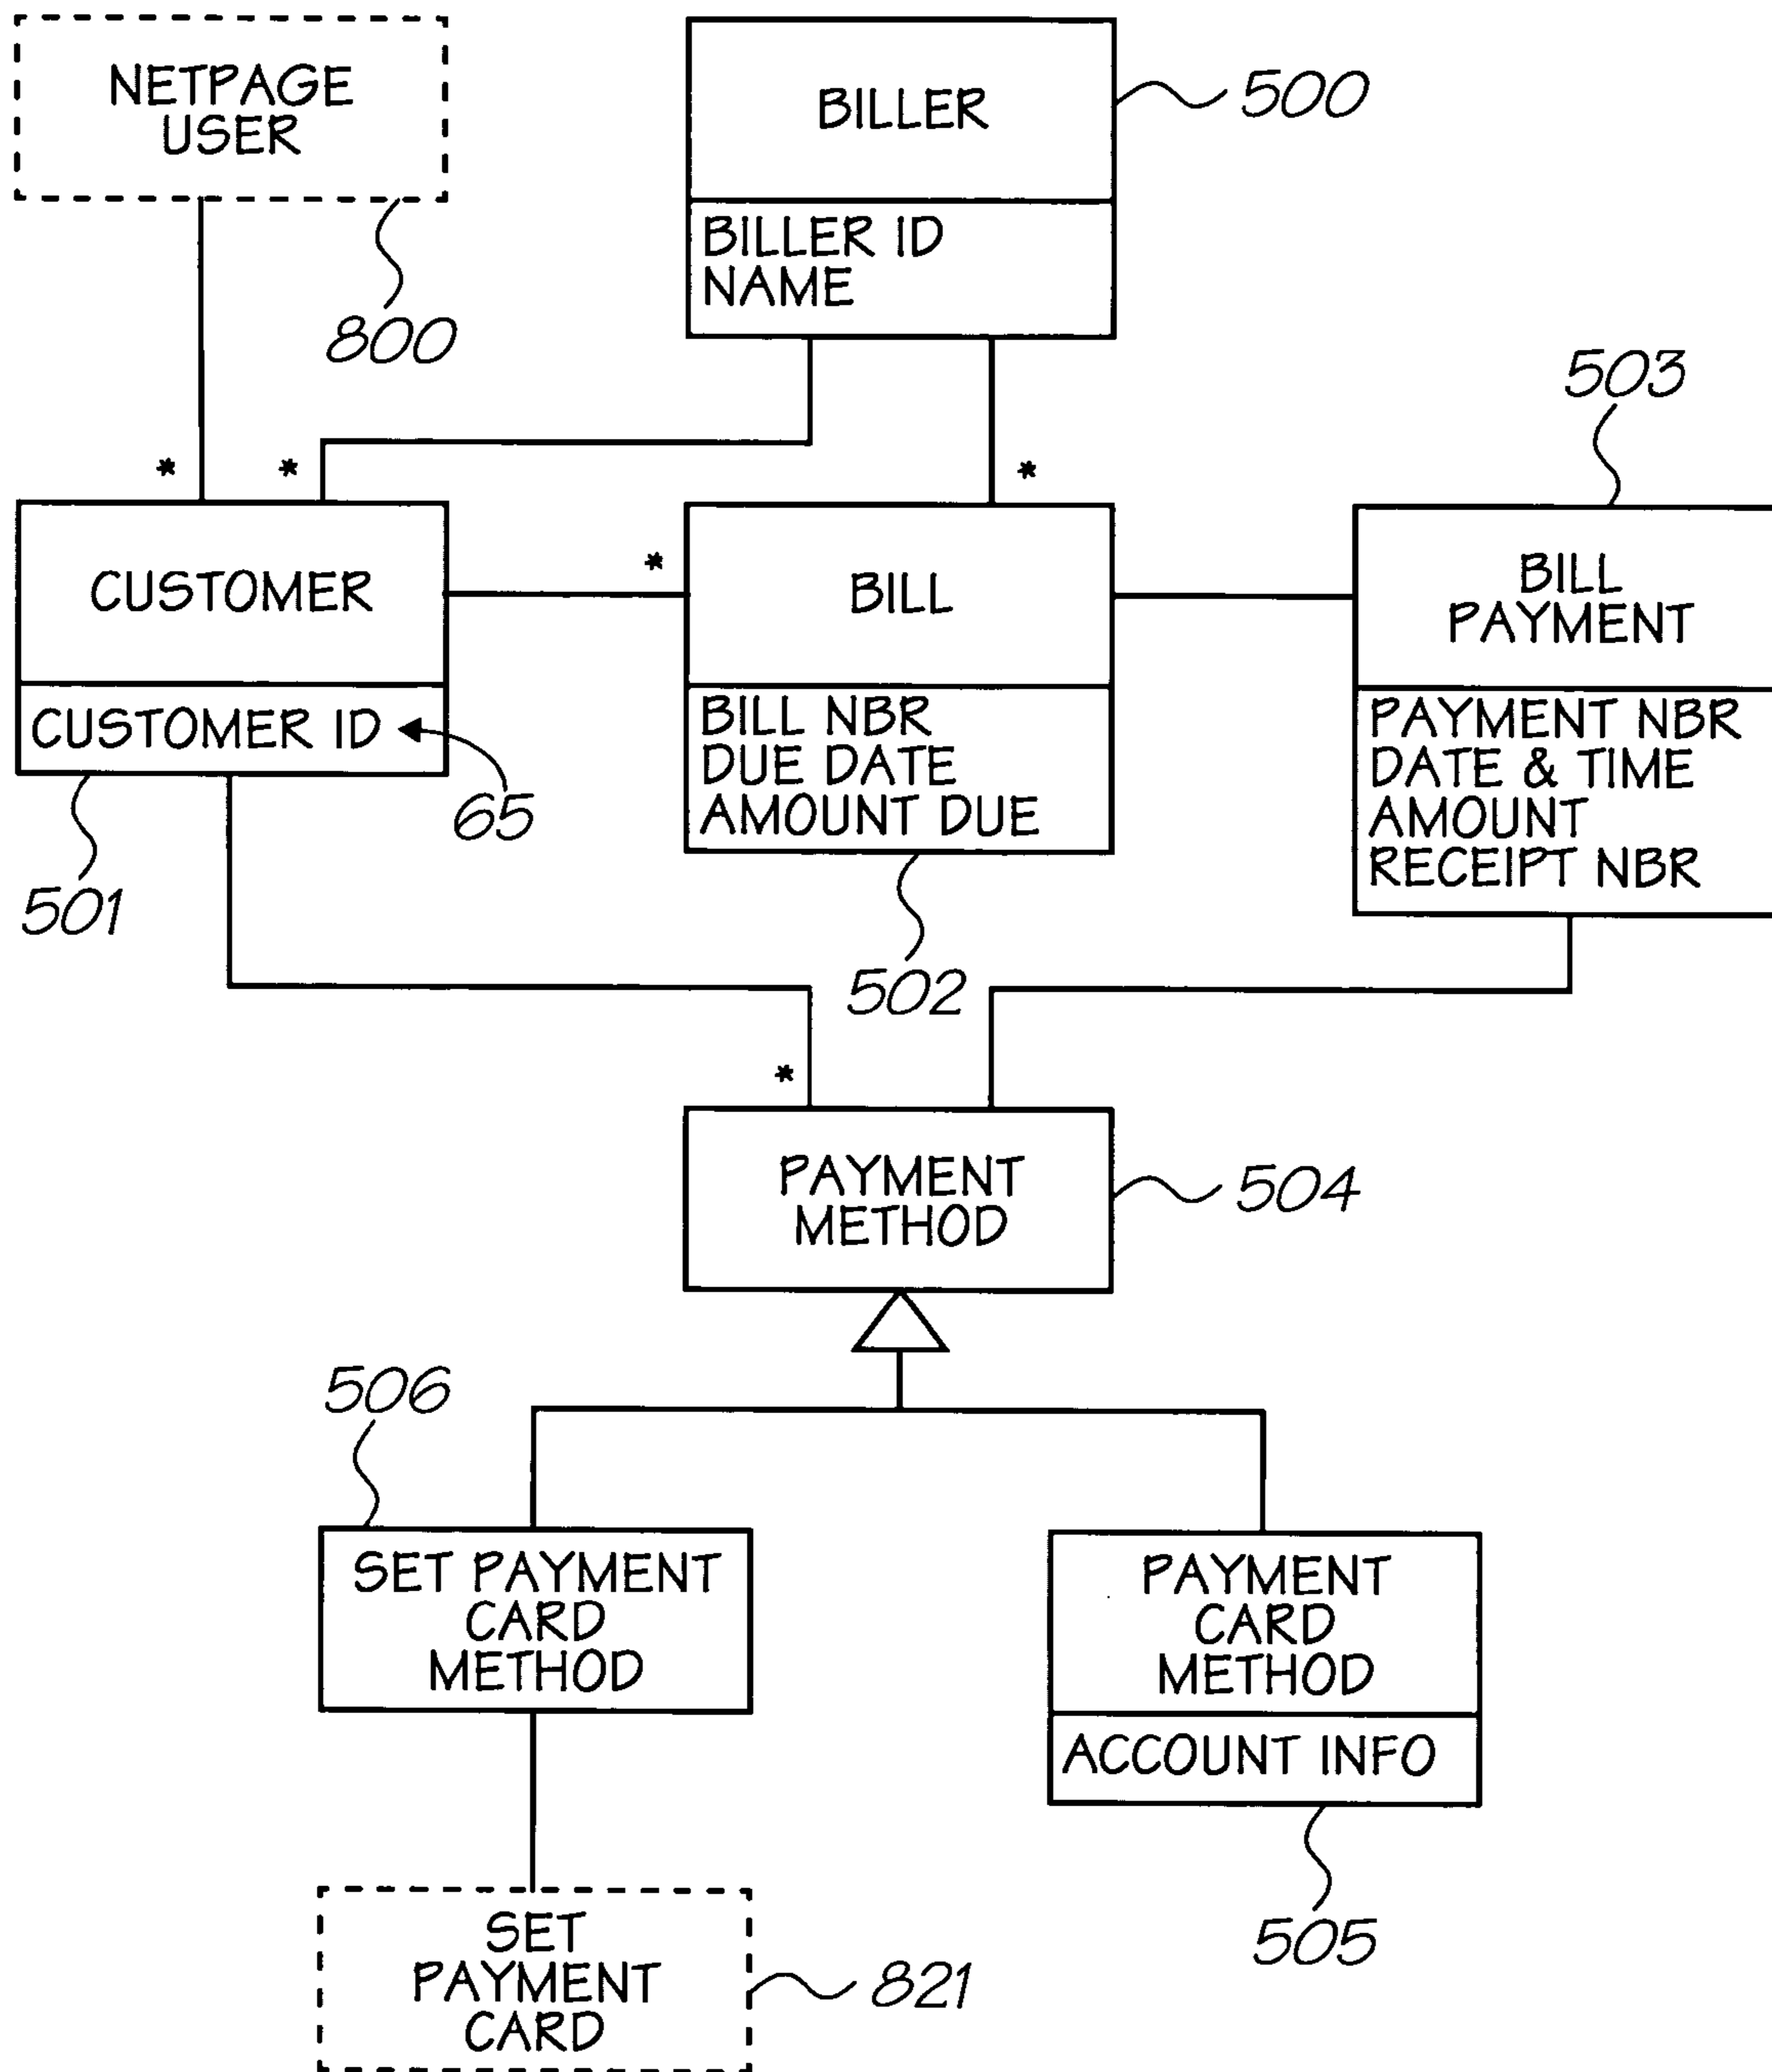 NETPAGE
USER
800
BILLER
500
BILLER ID
NAME
503
*
*
*
CUSTOMER
CUSTOMER ID
65
501
*
BILL
BILL NBR
DUE DATE
AMOUNT DUE
502
BILL
PAYMENT
PAYMENT NBR
DATE & TIME
AMOUNT
RECEIPT NBR
*
PAYMENT
METHOD
504
506
SET PAYMENT
CARD
METHOD
PAYMENT
CARD
METHOD
ACCOUNT INFO
505
SET
PAYMENT
CARD
821